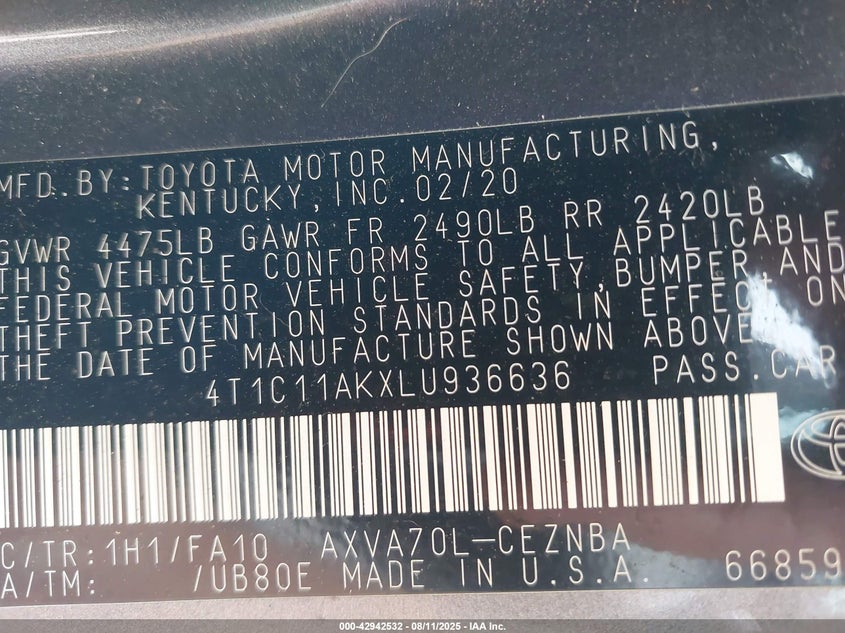 MFD. BY: TOYOTA MOTOR MANUFACTURING,
KENTUCKY, INC. 02/20
GVWR 4475LB GAWR FR 2490LB RR 2420LB
THIS VEHICLE CONFORMS TO ALL APPLICABLE
FEDERAL MOTOR VEHICLE SAFETY, BUMPER, AND
THEFT PREVENTION STANDARDS IN EFFECT ON
THE DATE OF MANUFACTURE SHOWN ABOVE.
4T1C11AKXLU936636 PASS.CAR
C/TR: 1H1/FA10 AXVA70L-CEZNBA
A/TM: /UB80E MADE IN U.S.A. 66859
000-42942532 - 08/11/2025 - IAA Inc.